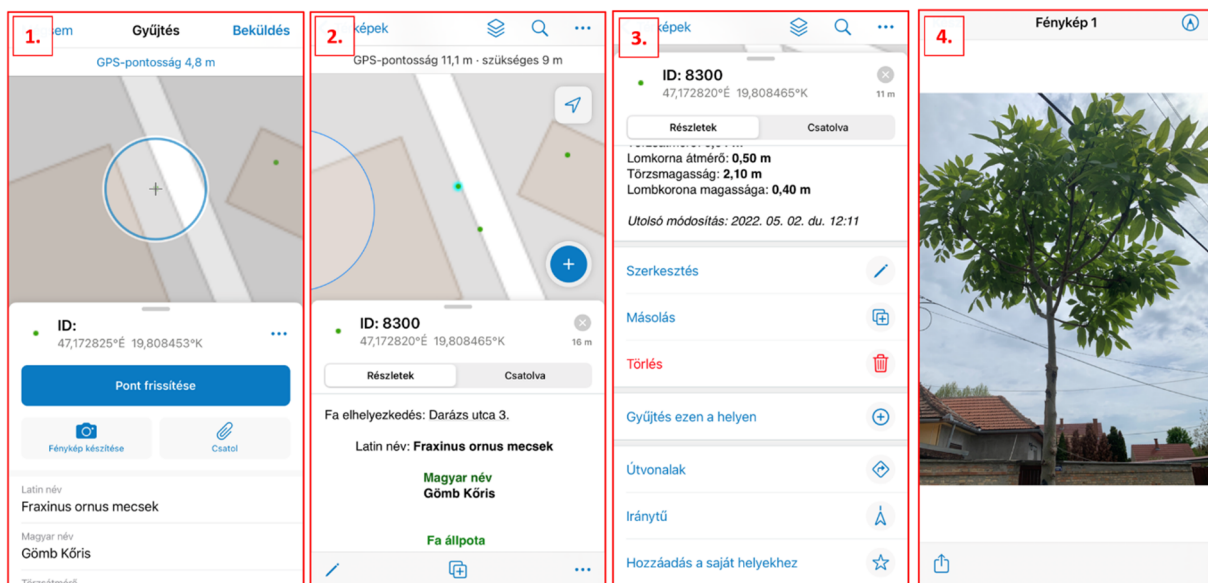 1.
Gyűjtés
Beküldés
GPS-pontosság 4,8 m
ID:
47,172825°É 19,808453°K
Pont frissítése
Fénykép készítése
Csatol
Latin név
Fraxinus ornus mecsek
Magyar név
Gömb Kőris
2.
GPS-pontosság 11,1 m · szükséges 9 m
ID: 8300
47,172820°É 19,808465°K
16 m
Részletek
Csatolva
Fa elhelyezkedés: Darázs utca 3.
Latin név: Fraxinus ornus mecsek
Magyar név
Gömb Kőris
Fa állpota
3.
ID: 8300
47,172820°É 19,808465°K
11 m
Részletek
Csatolva
Lomkorna átmérő: 0,50 m
Törzsmagasság: 2,10 m
Lombkorona magassága: 0,40 m
Utolsó módosítás: 2022. 05. 02. du. 12:11
Szerkesztés
Másolás
Törlés
Gyűjtés ezen a helyen
Útvonalak
Iránytű
Hozzáadás a saját helyekhez
4.
Fénykép 1